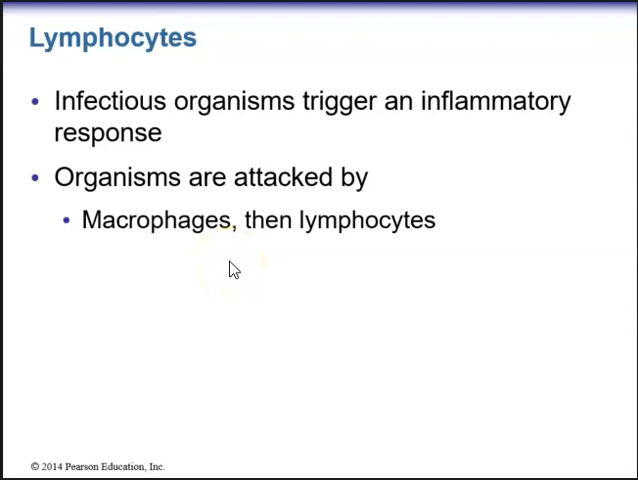 Lymphocytes
• Infectious organisms trigger an inflammatory
response
• Organisms are attacked by
• Macrophages, then lymphocytes
© 2014 Pearson Education, Inc.